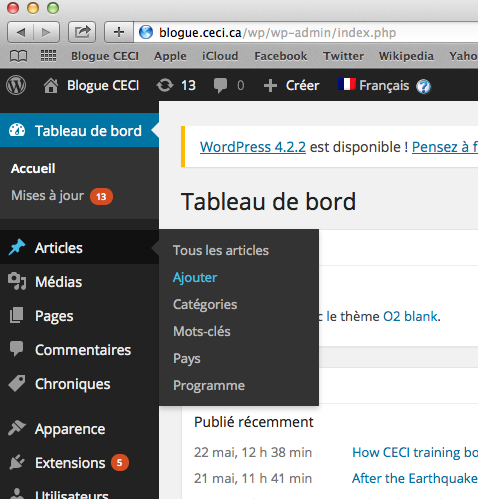 blogue.ceci.ca/wp/wp-admin/index.php
Blogue CECI Apple iCloud Facebook Twitter Wikipedia Yahoo
Blogue CECI 13 0 Créer Français ?
Tableau de bord
Accueil
Mises à jour 13
Articles
Médias
Pages
Commentaires
Chroniques
Apparence
Extensions 5
Utilisateurs
Tous les articles
Ajouter
Catégories
Mots-clés
Pays
Programme
WordPress 4.2.2 est disponible ! Pensez à f
Tableau de bord
le thème O2 blank.
Publié récemment
22 mai, 12 h 38 min How CECI training bo
21 mai, 11 h 41 min After the Earthquake